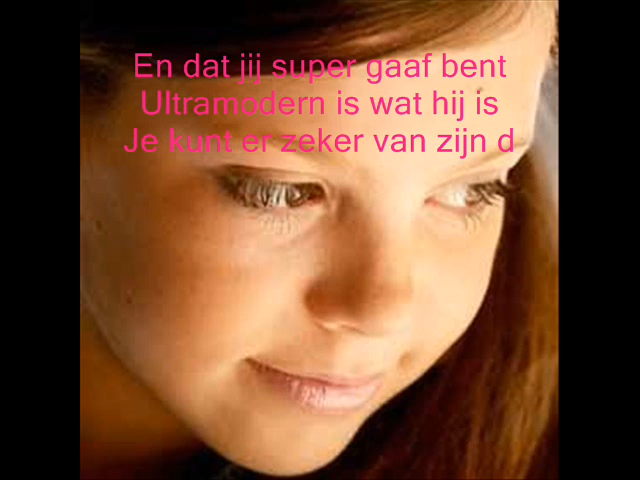 En dat jij super gaaf bent
Ultramodern is wat hij is
Je kunt er zeker van zijn d